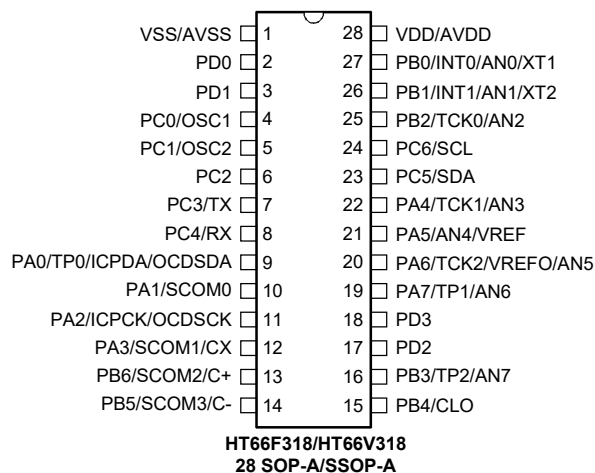 VSS/AVSS 1 28 VDD/AVDD
PD0 2 27 PB0/INT0/AN0/XT1
PD1 3 26 PB1/INT1/AN1/XT2
PC0/OSC1 4 25 PB2/TCK0/AN2
PC1/OSC2 5 24 PC6/SCL
PC2 6 23 PC5/SDA
PC3/TX 7 22 PA4/TCK1/AN3
PC4/RX 8 21 PA5/AN4/VREF
PA0/TP0/ICPDA/OCDSDA 9 20 PA6/TCK2/VREFO/AN5
PA1/SCOM0 10 19 PA7/TP1/AN6
PA2/ICPCK/OCDSCK 11 18 PD3
PA3/SCOM1/CX 12 17 PD2
PB6/SCOM2/C+ 13 16 PB3/TP2/AN7
PB5/SCOM3/C- 14 15 PB4/CLO
HT66F318/HT66V318
28 SOP-A/SSOP-A